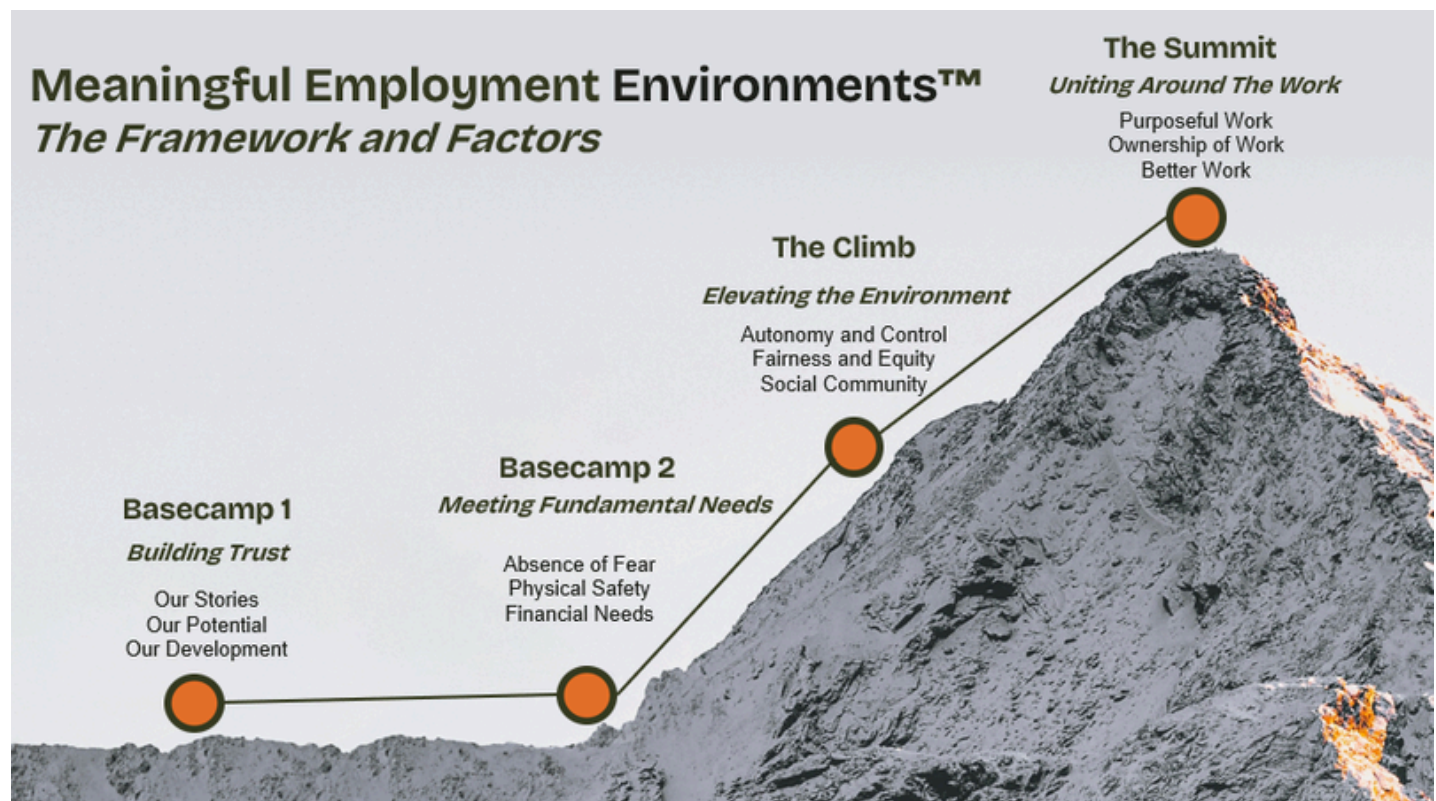 Meaningful Employment Environments™
The Framework and Factors
Basecamp 1
Building Trust
Our Stories
Our Potential
Our Development
Basecamp 2
Meeting Fundamental Needs
Absence of Fear
Physical Safety
Financial Needs
The Climb
Elevating the Environment
Autonomy and Control
Fairness and Equity
Social Community
The Summit
Uniting Around The Work
Purposeful Work
Ownership of Work
Better Work